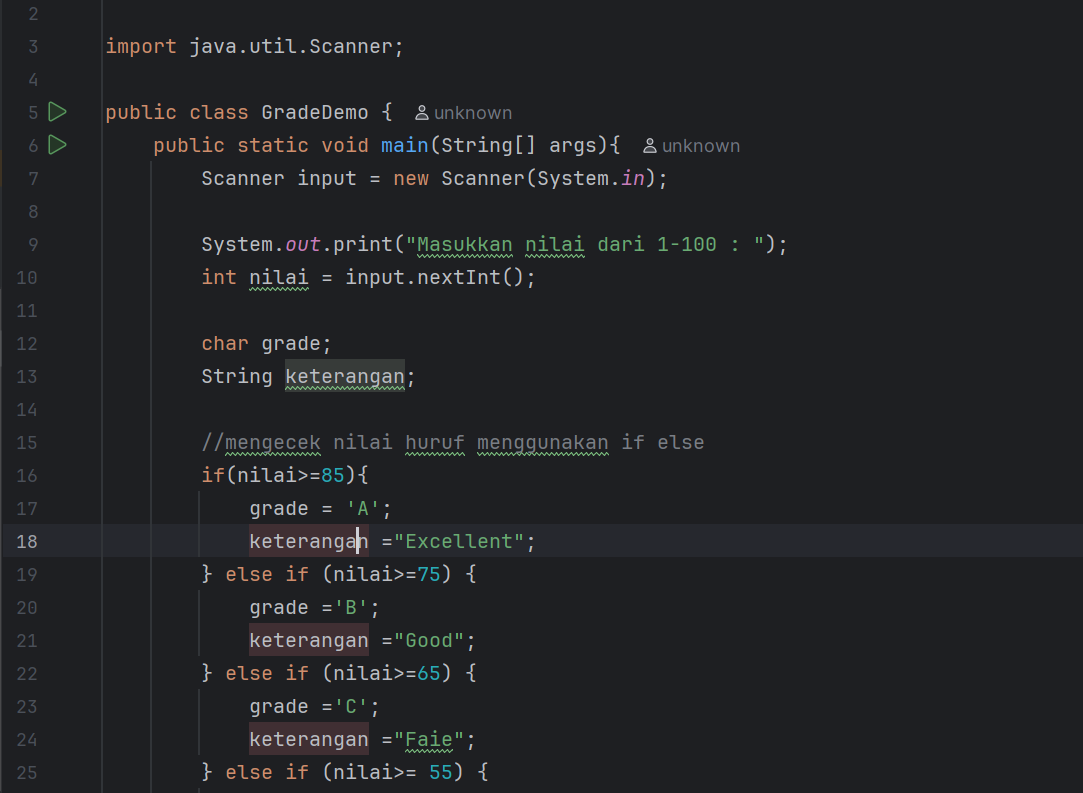 2
3 import java.util.Scanner;
4
5 public class GradeDemo { unknown
6 public static void main(String[] args){ unknown
7 Scanner input = new Scanner(System.in);
8
9 System.out.print("Masukkan nilai dari 1-100 : ");
10 int nilai = input.nextInt();
11
12 char grade;
13 String keterangan;
14
15 //mengecek nilai huruf menggunakan if else
16 if(nilai>=85){
17 grade = 'A';
18 keterangan ="Excellent";
19 } else if (nilai>=75) {
20 grade ='B';
21 keterangan ="Good";
22 } else if (nilai>=65) {
23 grade ='C';
24 keterangan ="Faie";
25 } else if (nilai>= 55) {